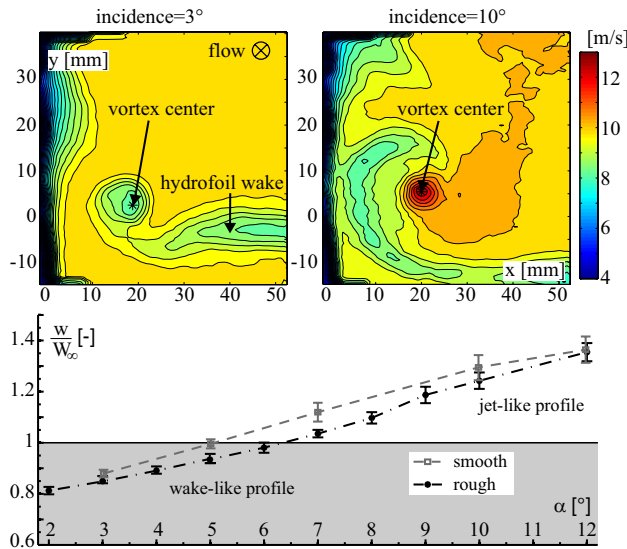 incidence=3°
incidence=10°
[m/s]
y [mm]
flow
vortex center
hydrofoil wake
30
20
10
0
-10
0 10 20 30 40 50
vortex center
x [mm]
30
20
10
0
-10
0 10 20 30 40 50
12
10
8
6
4
w/W∞ [-]
1.4
1.2
1
0.8
0.6
jet-like profile
wake-like profile
smooth
rough
α [°]
2 3 4 5 6 7 8 9 10 12